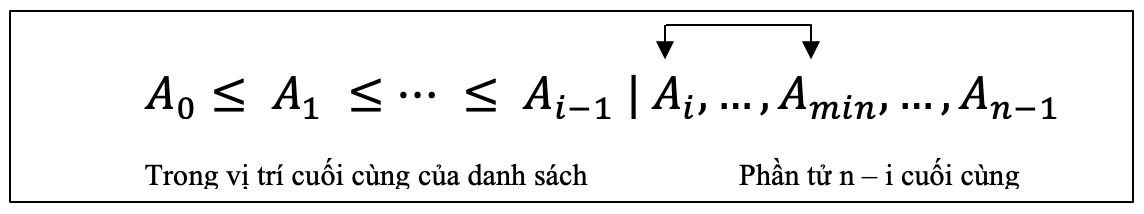 A₀ ≤ A₁ ≤ ⋯ ≤ Aᵢ₋₁ | Aᵢ, … , Aₘᵢₙ, … , Aₙ₋₁
Trong vị trí cuối cùng của danh sách Phần tử n – i cuối cùng